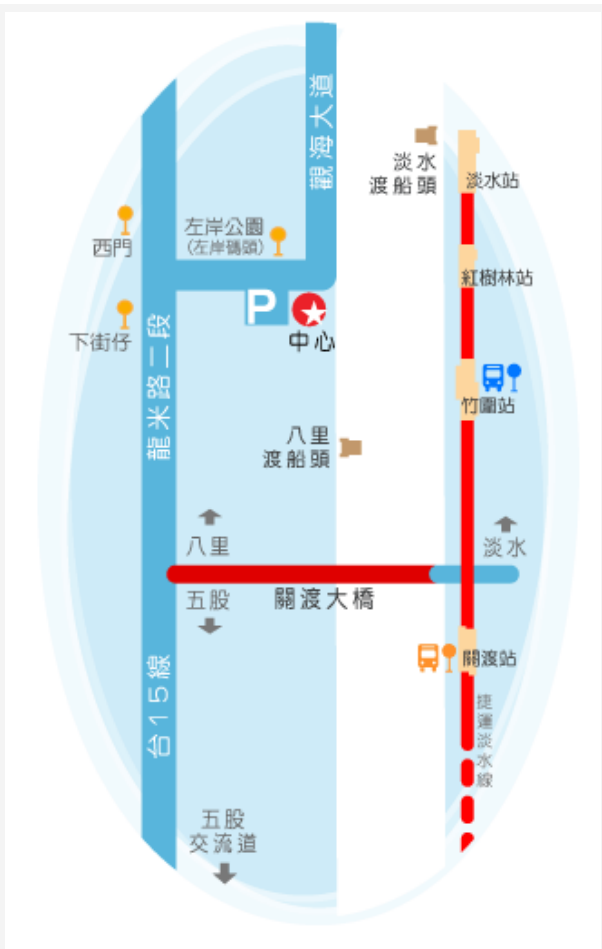 觀海大道
淡水
渡船頭
淡水站
西門
左岸公園
(左岸碼頭)
紅樹林站
P
下街仔
中心
龍米路二段
竹圍站
八里
渡船頭
八里
淡水
五股
關渡大橋
關渡站
台15線
捷運淡水線
五股
交流道